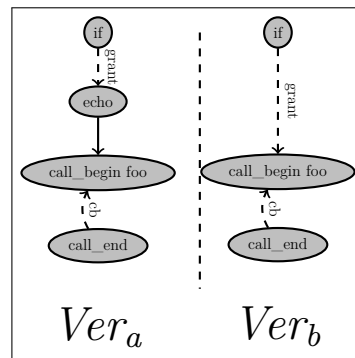 if
grant
echo
call_begin foo
cb
call_end
Ver_a
if
grant
call_begin foo
cb
call_end
Ver_b